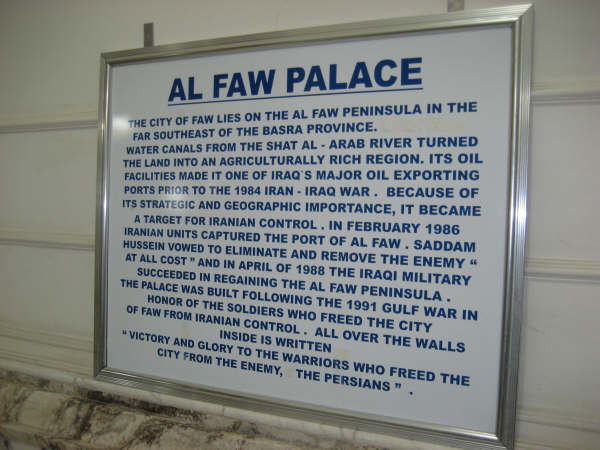 AL FAW PALACE
THE CITY OF FAW LIES ON THE AL FAW PENINSULA IN THE
FAR SOUTHEAST OF THE BASRA PROVINCE.
WATER CANALS FROM THE SHAT AL - ARAB RIVER TURNED
THE LAND INTO AN AGRICULTURALLY RICH REGION. ITS OIL
FACILITIES MADE IT ONE OF IRAQ`S MAJOR OIL EXPORTING
PORTS PRIOR TO THE 1984 IRAN - IRAQ WAR . BECAUSE OF
ITS STRATEGIC AND GEOGRAPHIC IMPORTANCE, IT BECAME
A TARGET FOR IRANIAN CONTROL . IN FEBRUARY 1986
IRANIAN UNITS CAPTURED THE PORT OF AL FAW . SADDAM
HUSSEIN VOWED TO ELIMINATE AND REMOVE THE ENEMY “
AT ALL COST ” AND IN APRIL OF 1988 THE IRAQI MILITARY
SUCCEEDED IN REGAINING THE AL FAW PENINSULA .
THE PALACE WAS BUILT FOLLOWING THE 1991 GULF WAR IN
HONOR OF THE SOLDIERS WHO FREED THE CITY
OF FAW FROM IRANIAN CONTROL . ALL OVER THE WALLS
INSIDE IS WRITTEN
“ VICTORY AND GLORY TO THE WARRIORS WHO FREED THE
CITY FROM THE ENEMY, THE PERSIANS ” .